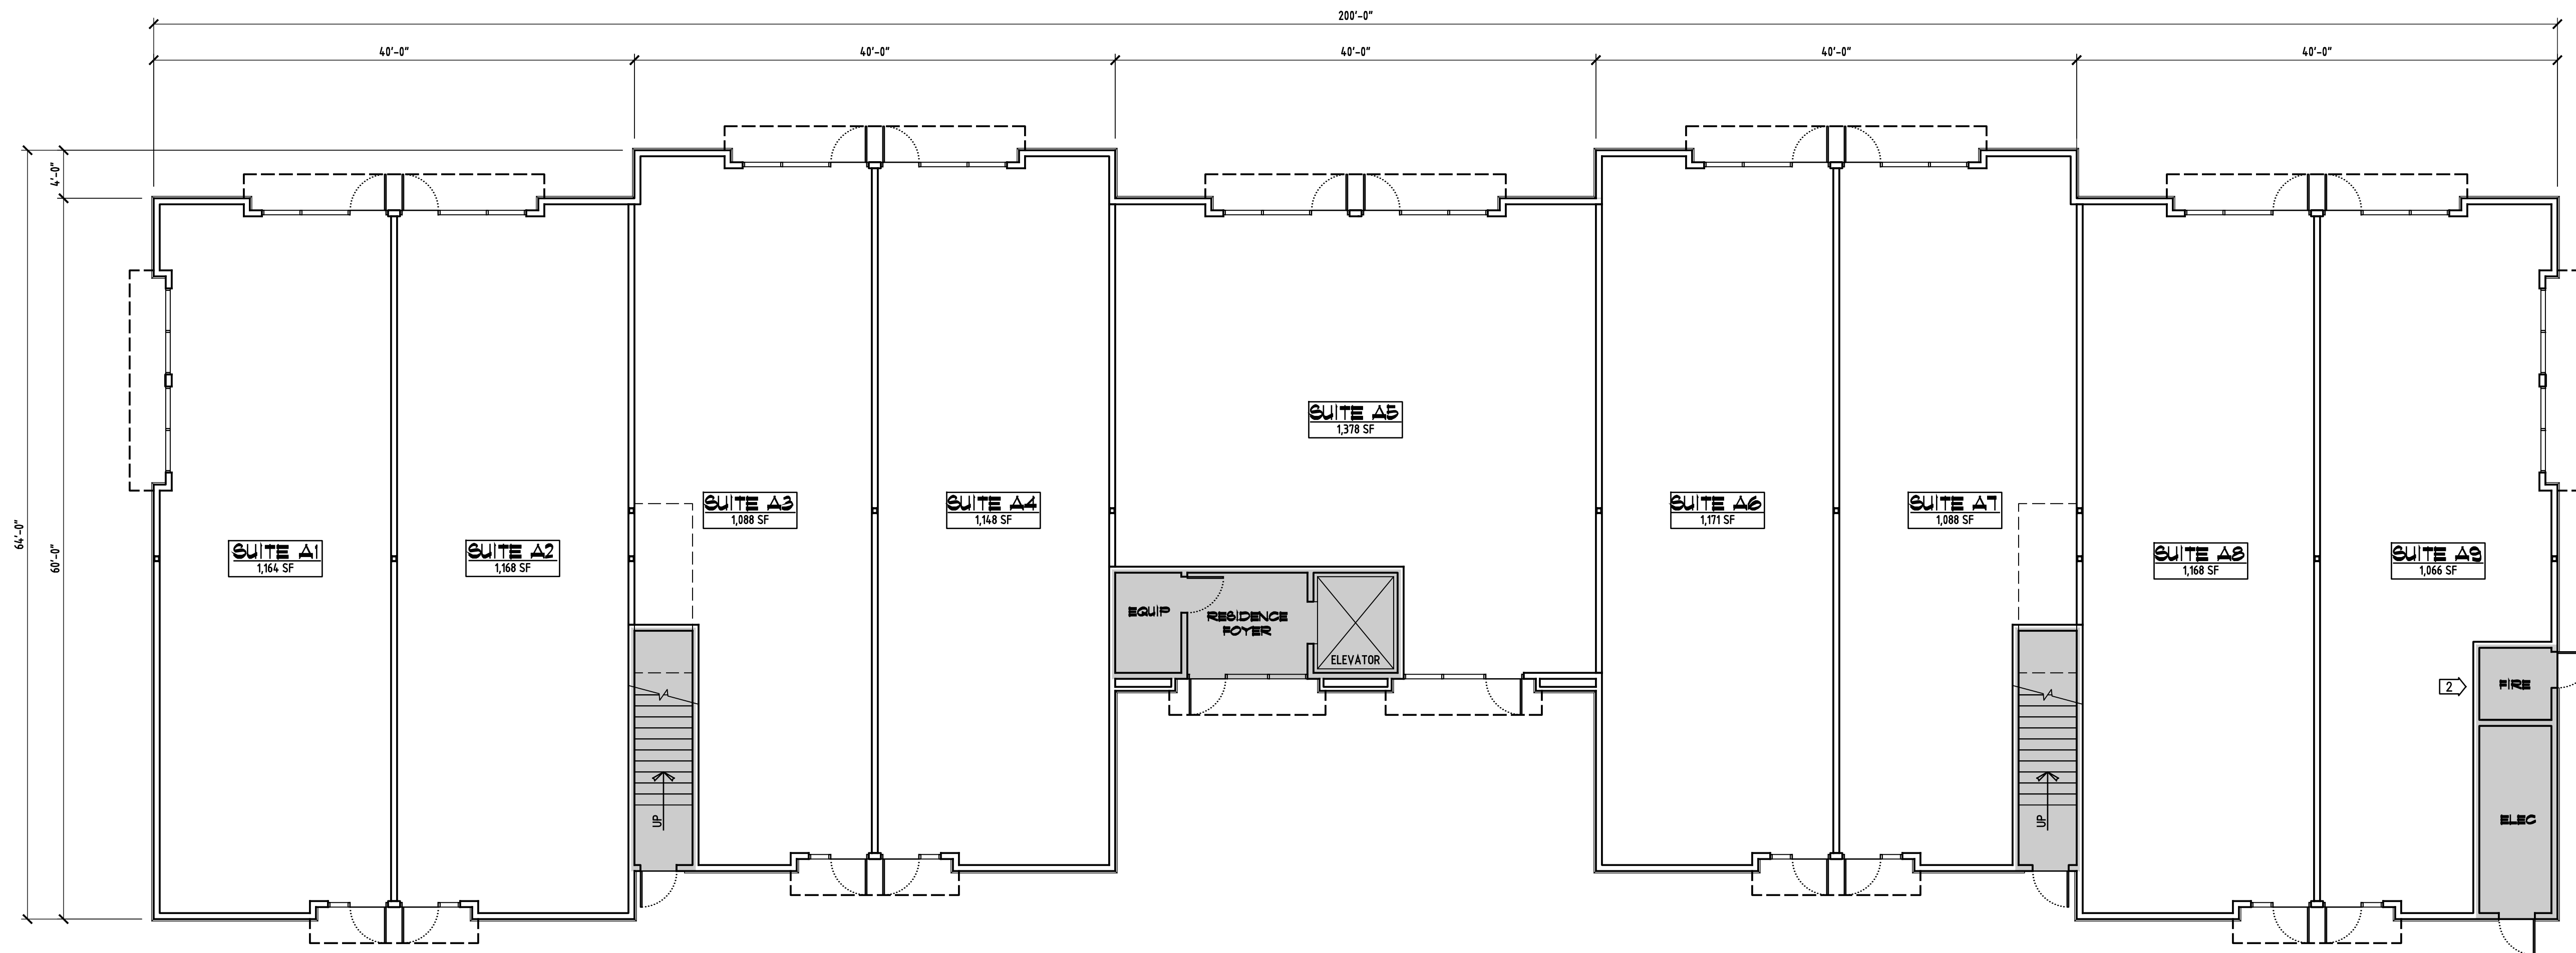 200'-0"
40'-0"
40'-0"
40'-0"
40'-0"
40'-0"
4'-0"
64'-0"
60'-0"
SUITE A1
1,164 SF
SUITE A2
1,168 SF
SUITE A3
1,088 SF
SUITE A4
1,148 SF
SUITE A5
1,378 SF
SUITE A6
1,171 SF
SUITE A7
1,088 SF
SUITE A8
1,168 SF
SUITE A9
1,066 SF
EQUIP
RESIDENCE
FOYER
ELEVATOR
UP
UP
2
FIRE
ELEC